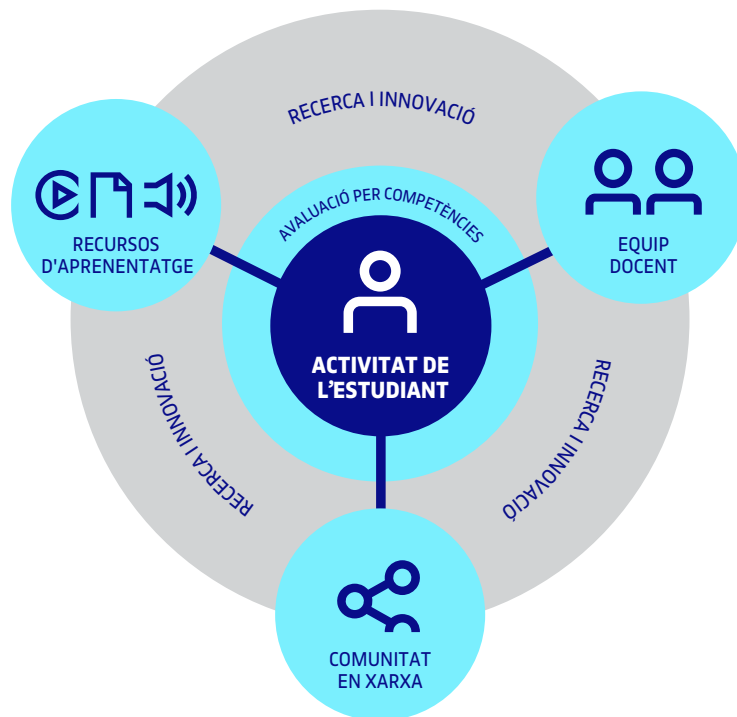 RECERCA I INNOVACIÓ
RECURSOS
D'APRENENTATGE
EQUIP
DOCENT
AVALUACIÓ PER COMPETÈNCIES
ACTIVITAT DE
L'ESTUDIANT
RECERCA I INNOVACIÓ
RECERCA I INNOVACIÓ
COMUNITAT
EN XARXA